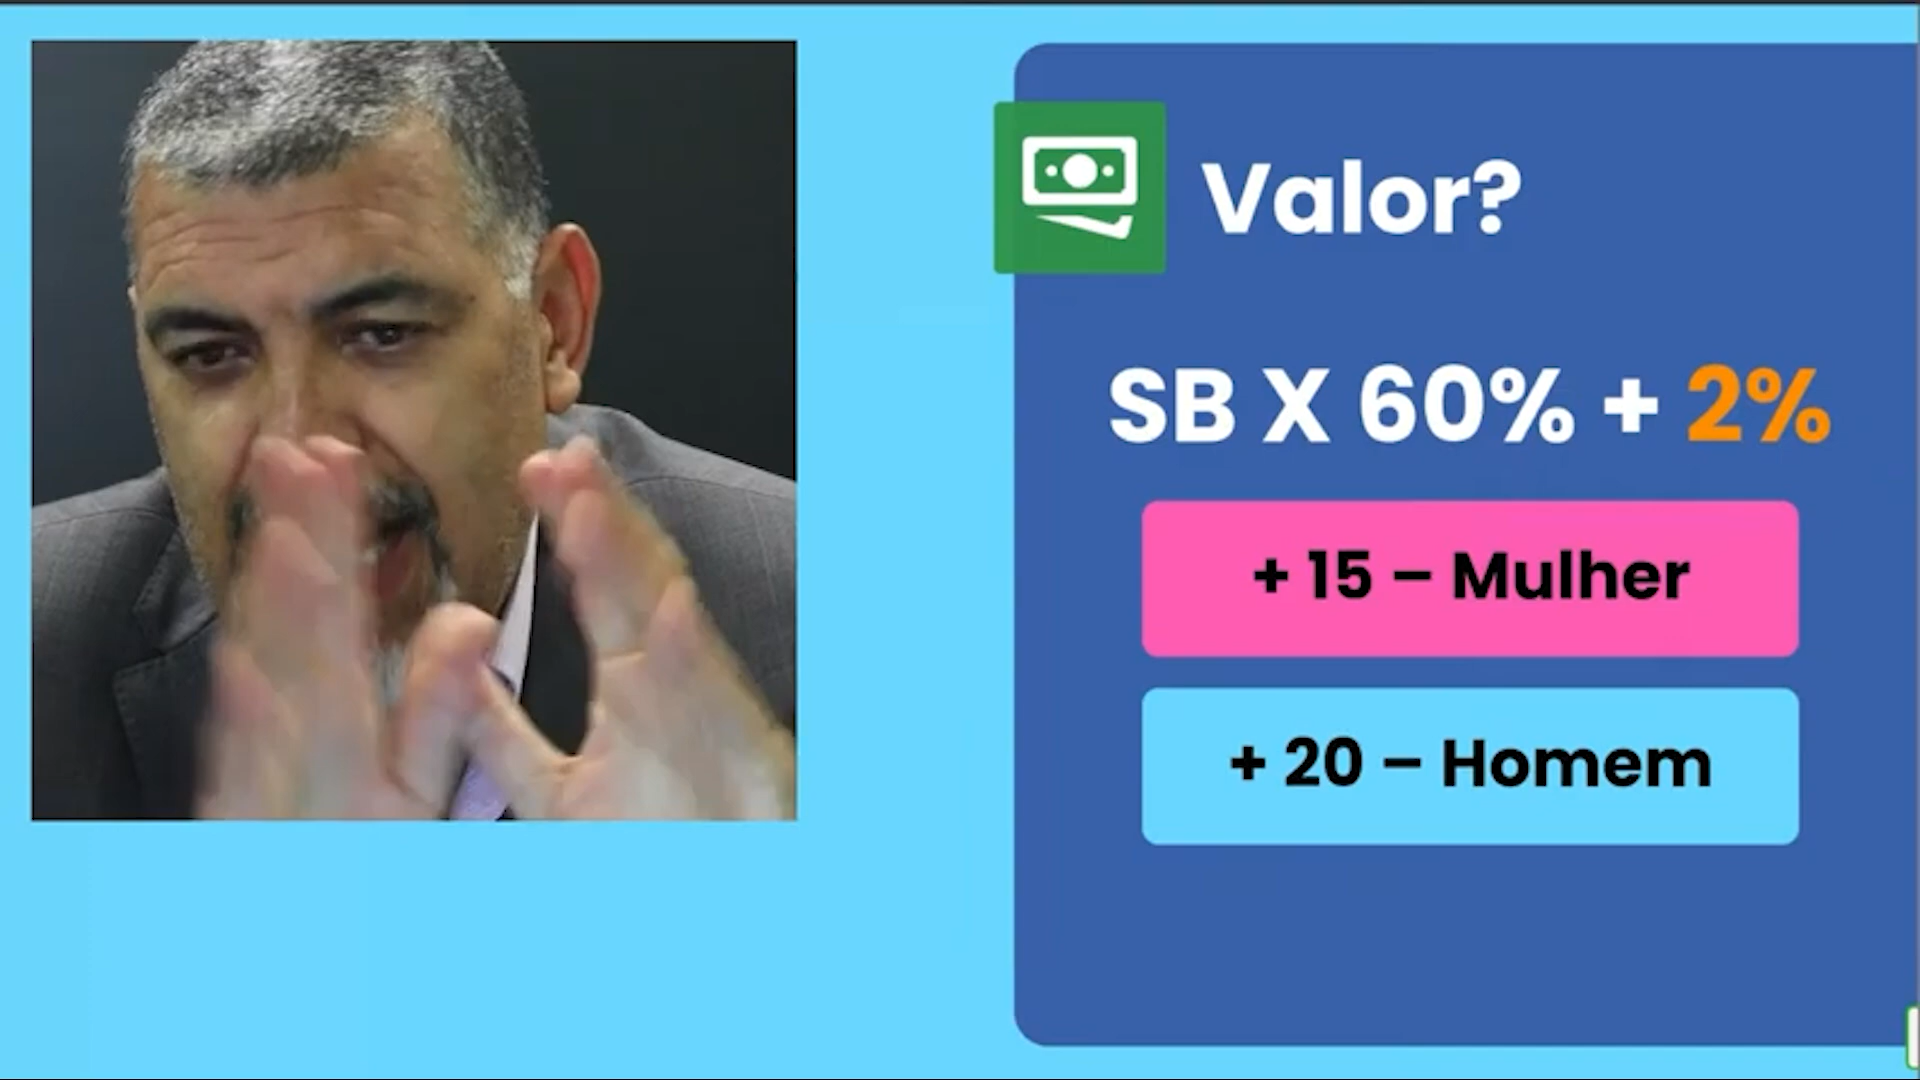 Valor?
SB X 60% + 2%
+ 15 – Mulher
+ 20 – Homem